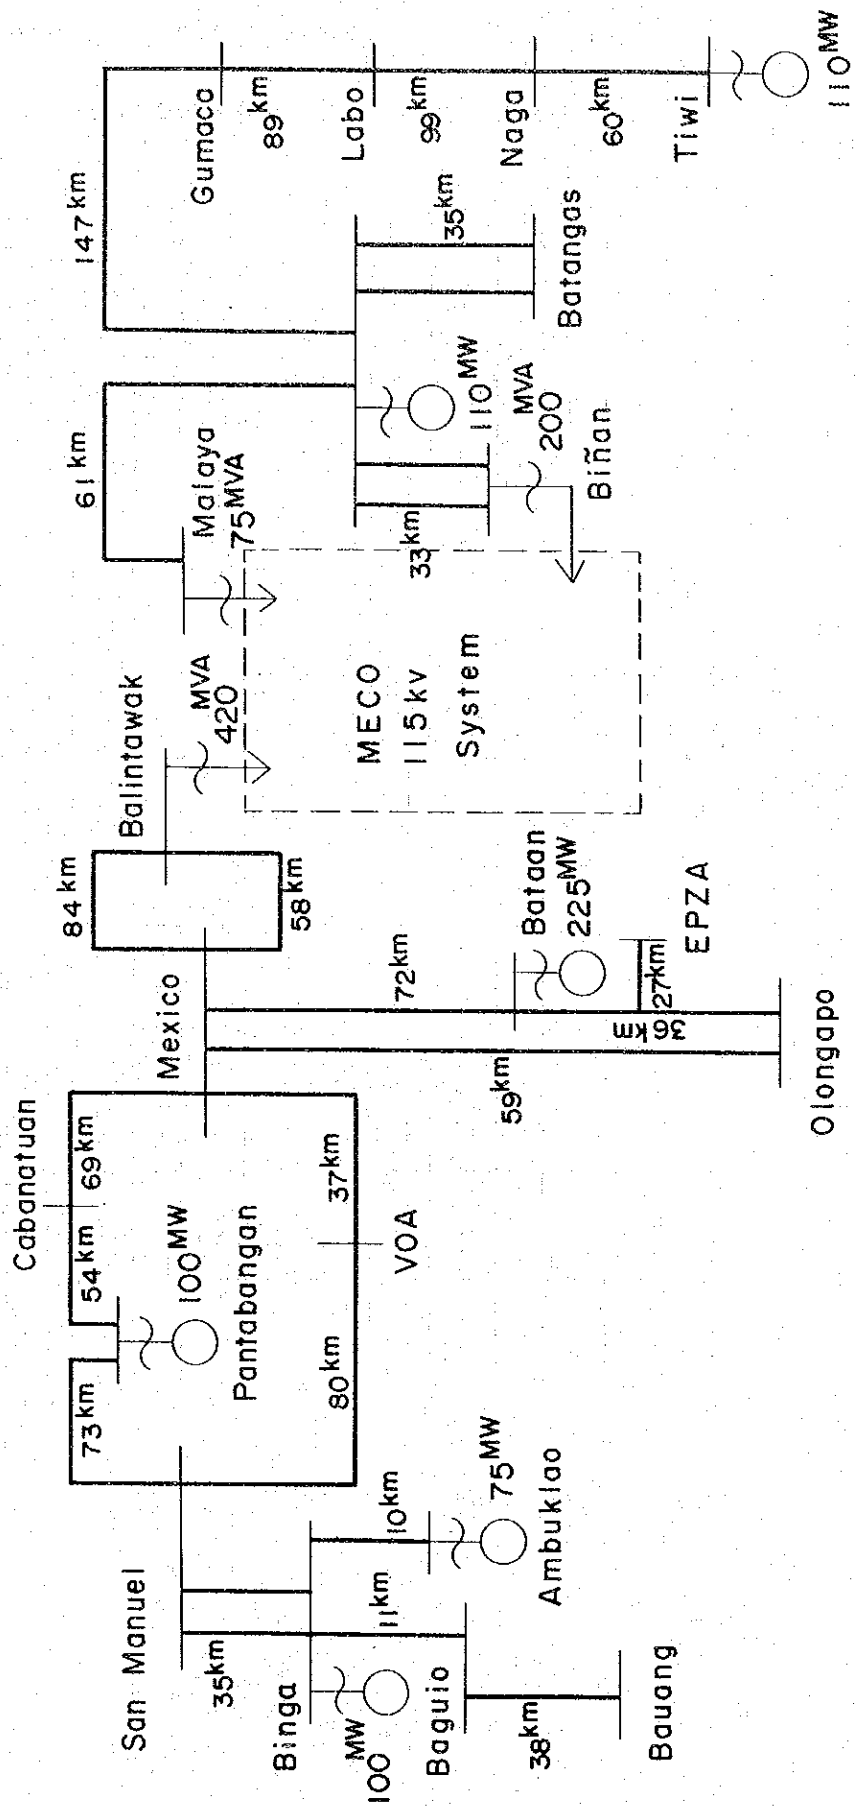 San Manuel
35km
Binga
100
MW
Baguio
11km
10km
75MW
Ambuklao
38km
Bauang
Cabanatuan
73km
54km
69km
100MW
Pantabangan
80km
37km
VOA
Mexico
84km
58km
Balintawak
MVA
420
59km
72km
Bataan
225MW
27km
36km
EPZA
Olongapo
MECO
115kv
System
61km
147km
Malaya
75MVA
33km
110MW
MVA
200
Biñan
35km
Batangas
Gumaca
89km
Labo
99km
Naga
60km
Tiwi
110MW